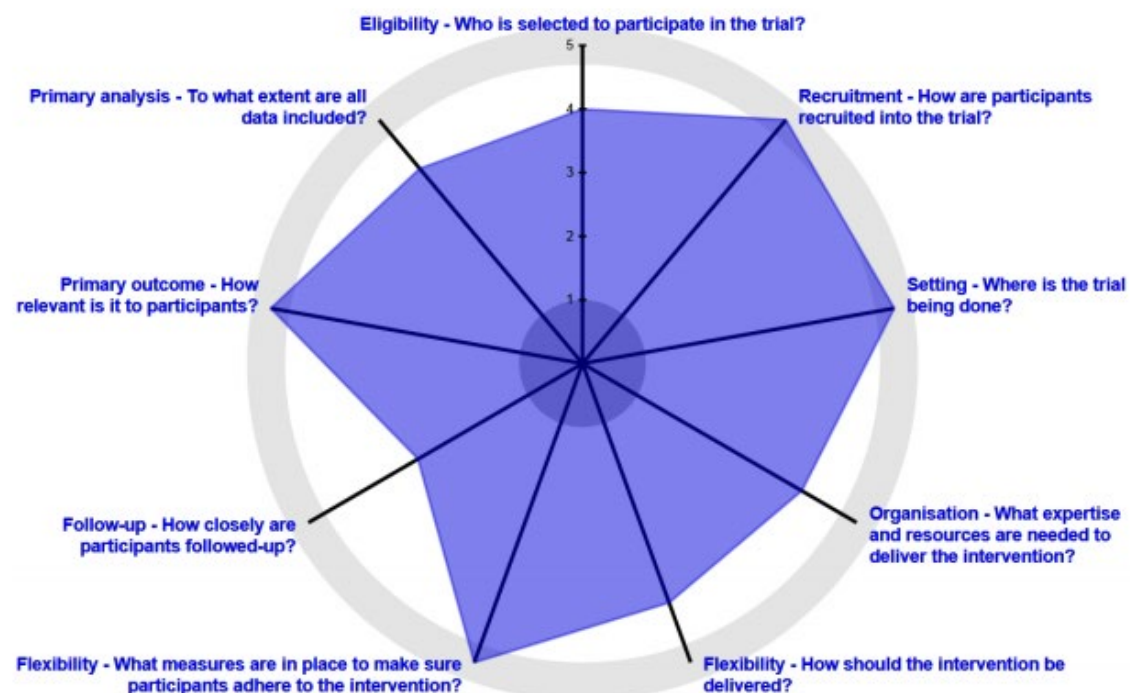 Eligibility - Who is selected to participate in the trial?
5
Primary analysis - To what extent are all
data included?
Recruitment - How are participants
recruited into the trial?
4
3
2
Primary outcome - How
relevant is it to participants?
Setting - Where is the trial
being done?
1
Follow-up - How closely are
participants followed-up?
Organisation - What expertise
and resources are needed to
deliver the intervention?
Flexibility - What measures are in place to make sure
participants adhere to the intervention?
Flexibility - How should the intervention be
delivered?